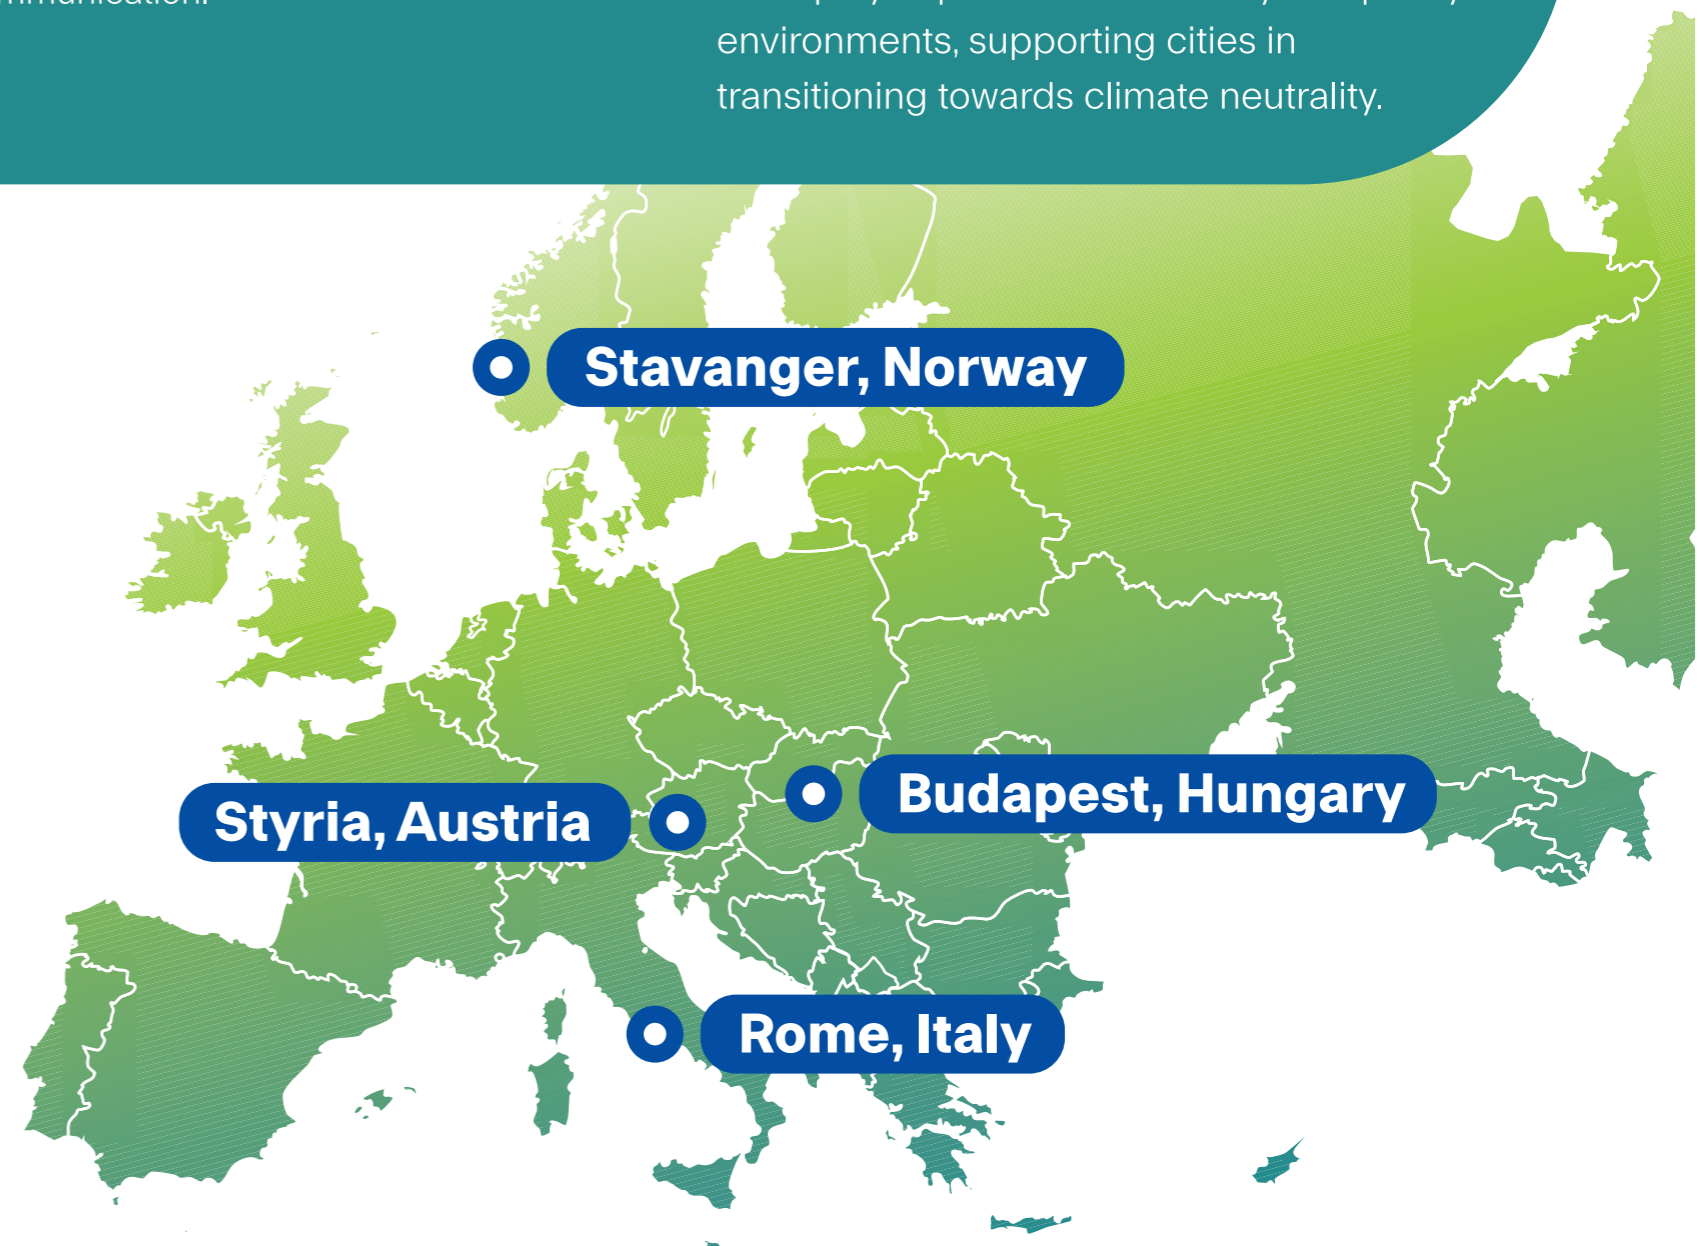 environments, supporting cities in
transitioning towards climate neutrality.
Stavanger, Norway
Budapest, Hungary
Styria, Austria
Rome, Italy